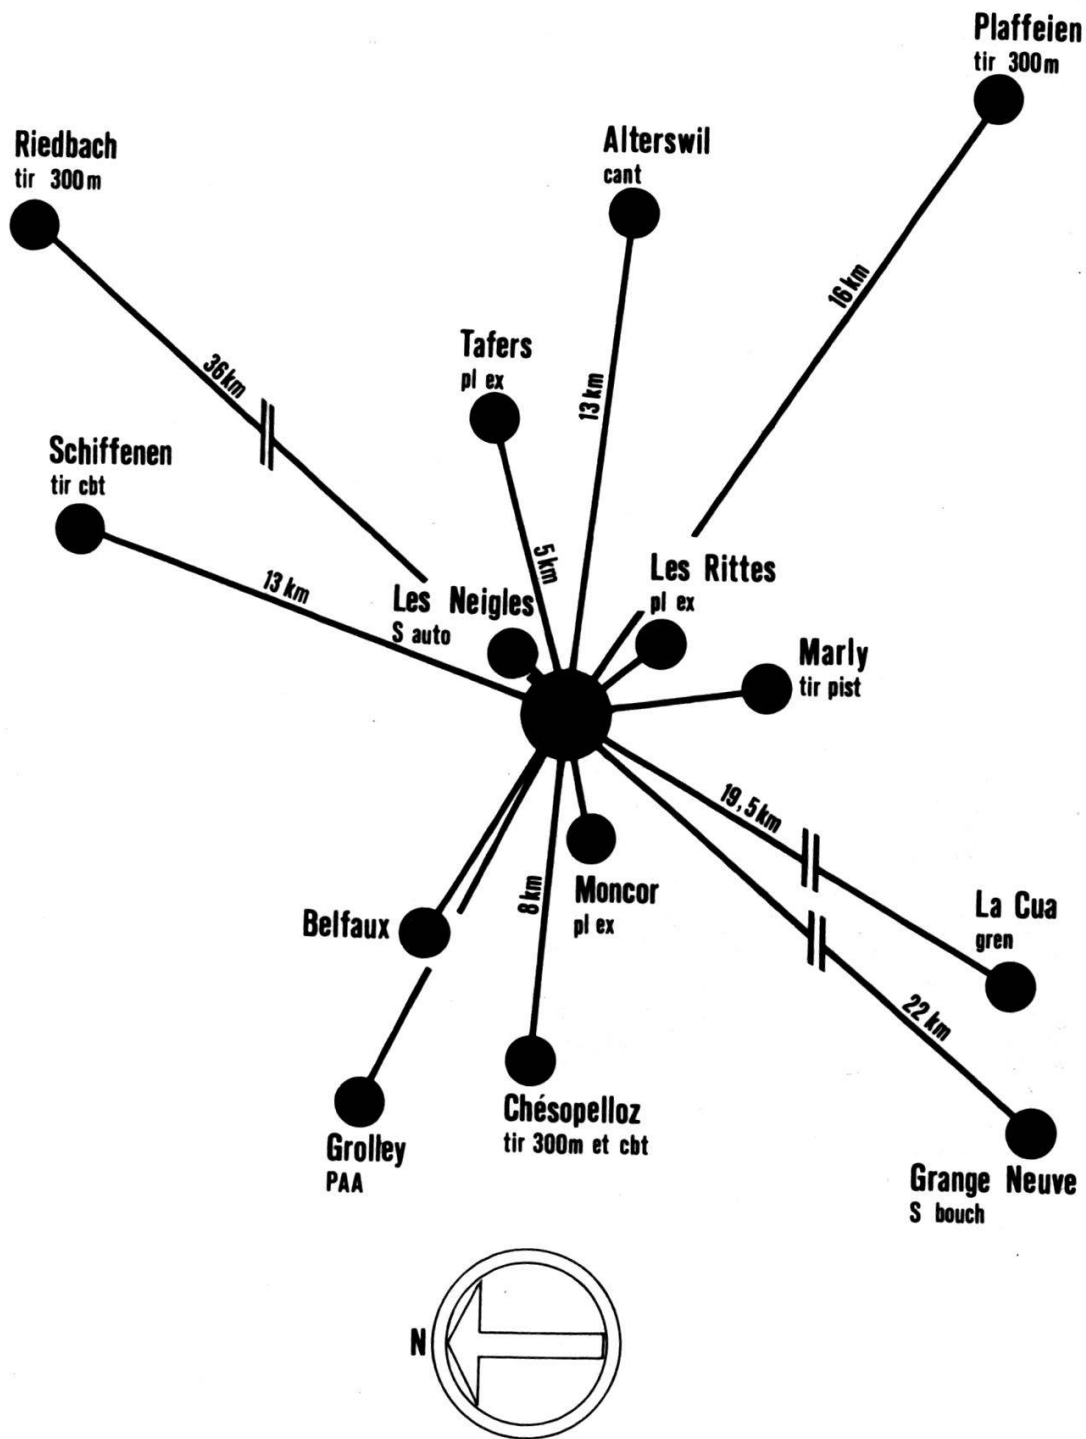 Plaffeien
tir 300m
Riedbach
tir 300m
Alterswil
cant
16km
Tafers
pl ex
36km
13km
Schiffenen
tir cbt
5km
13 km
Les Rittes
pl ex
Les Neigles
S auto
Marly
tir pist
19,5km
8km
Moncor
pl ex
Belfaux
La Cua
gren
22km
Chésopelloz
tir 300m et cbt
Grolley
PAA
Grange Neuve
S bouch
N